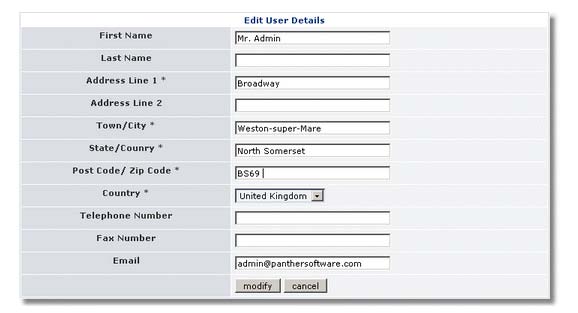 Edit User Details
First Name Mr. Admin
Last Name
Address Line 1 * Broadway
Address Line 2
Town/City * Weston-super-Mare
State/Counry * North Somerset
Post Code/ Zip Code * BS69
Country * United Kingdom
Telephone Number
Fax Number
Email admin@panthersoftware.com
modify cancel